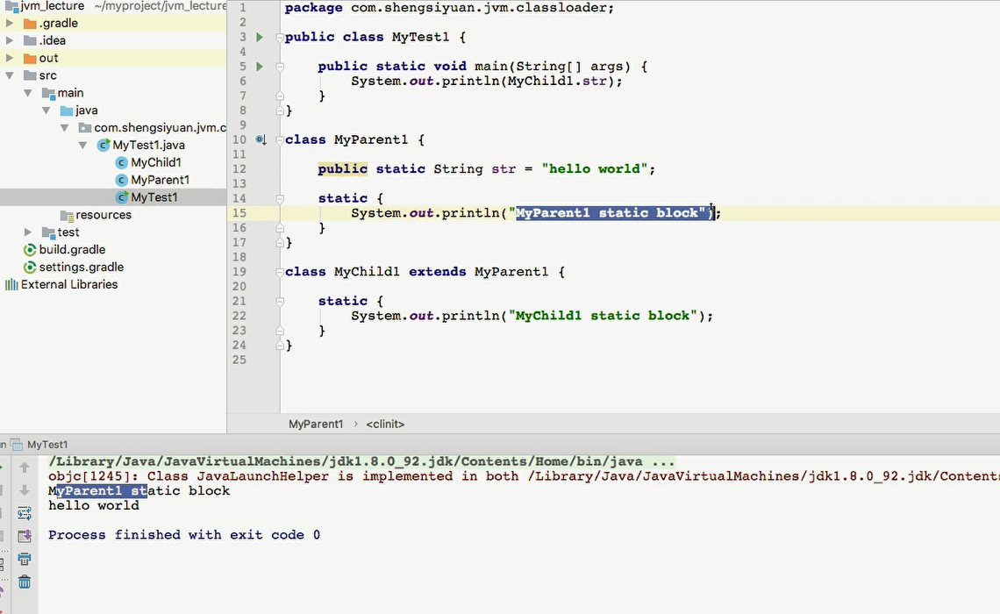 jvm_lecture ~/myproject/jvm_lecture
.gradle
.idea
out
src
main
java
com.shengsiyuan.jvm.c
MyTest1.java
MyChild1
MyParent1
MyTest1
resources
test
build.gradle
settings.gradle
External Libraries
1 package com.shengsiyuan.jvm.classloader;
2
3 public class MyTest1 {
4
5 public static void main(String[] args) {
6 System.out.println(MyChild1.str);
7 }
8 }
9
10 class MyParent1 {
11
12 public static String str = "hello world";
13
14 static {
15 System.out.println("MyParent1 static block");
16 }
17 }
18
19 class MyChild1 extends MyParent1 {
20
21 static {
22 System.out.println("MyChild1 static block");
23 }
24 }
25
MyParent1 › <clinit>
n MyTest1
/Library/Java/JavaVirtualMachines/jdk1.8.0_92.jdk/Contents/Home/bin/java ...
objc[1245]: Class JavaLaunchHelper is implemented in both /Library/Java/JavaVirtualMachines/jdk1.8.0_92.jdk/Contents
MyParent1 static block
hello world
Process finished with exit code 0